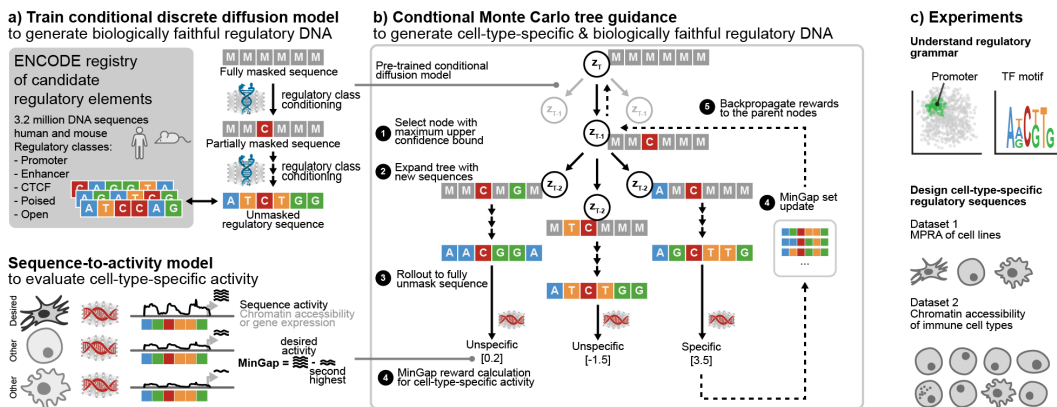 a) Train conditional discrete diffusion model
to generate biologically faithful regulatory DNA
ENCODE registry
of candidate
regulatory elements
3.2 million DNA sequences
human and mouse
Regulatory classes:
- Promoter
- Enhancer
- CTCF
- Poised
- Open
C A G G T A
A G A T C G
A T C C A G
M M M M M M
Fully masked sequence
regulatory class
conditioning
M M C M M M
Partially masked sequence
regulatory class
conditioning
A T C T G G
Unmasked
regulatory sequence
Sequence-to-activity model
to evaluate cell-type-specific activity
Desired
Other
Other
Sequence activity
Chromatin accessibility
or gene expression
desired
activity
MinGap = -
second
highest
b) Condtional Monte Carlo tree guidance
to generate cell-type-specific & biologically faithful regulatory DNA
Pre-trained conditional
diffusion model
zT
M M M M M M
zT-1
zT-1
zT-1
M M C M M M
1 Select node with
maximum upper
confidence bound
5 Backpropagate rewards
to the parent nodes
2 Expand tree with
new sequences
zT-2
zT-2
zT-2
M M C M G M
M T C M M M
A M C M M M
4 MinGap set
update
...
3 Rollout to fully
unmask sequence
A A C G G A
A T C T G G
A G C T T G
Unspecific
[0.2]
Unspecific
[-1.5]
Specific
[3.5]
4 MinGap reward calculation
for cell-type-specific activity
c) Experiments
Understand regulatory
grammar
Promoter
TF motif
A A C G T G
G T
Design cell-type-specific
regulatory sequences
Dataset 1
MPRA of cell lines
Dataset 2
Chromatin accessibility
of immune cell types